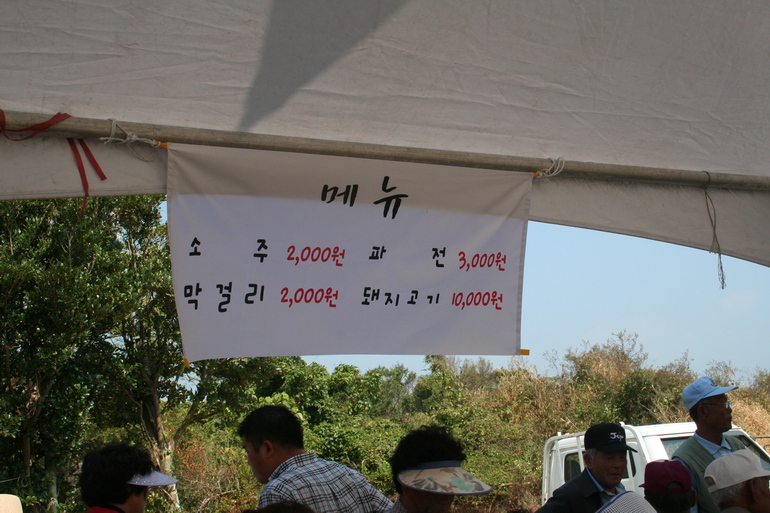 메뉴
소 주 2,000원 파 전 3,000원
막걸리 2,000원 돼지고기 10,000원